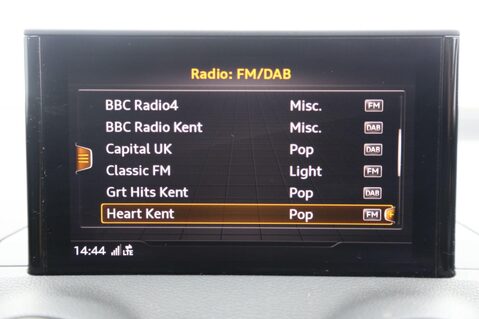 Radio: FM/DAB
BBC Radio4 Misc. FM
BBC Radio Kent Misc. DAB
Capital UK Pop DAB
Classic FM Light FM
Grt Hits Kent Pop DAB
Heart Kent Pop FM
14:44 LTE